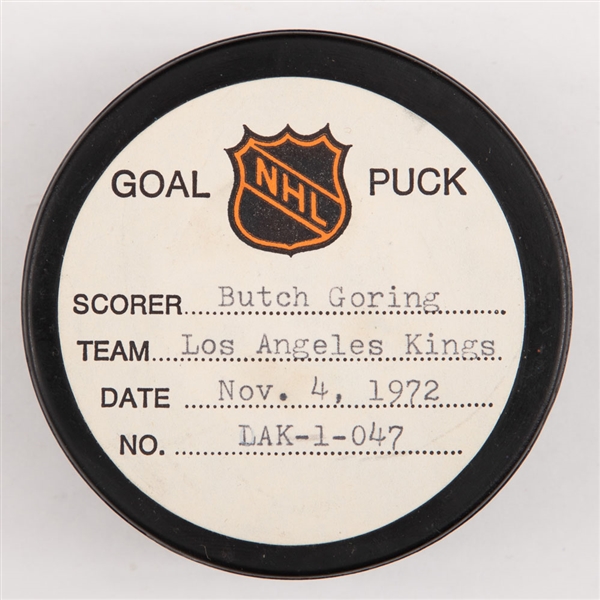 GOAL NHL PUCK
SCORER Butch Goring
TEAM Los Angeles Kings
DATE Nov. 4, 1972
NO. DAK-1-047